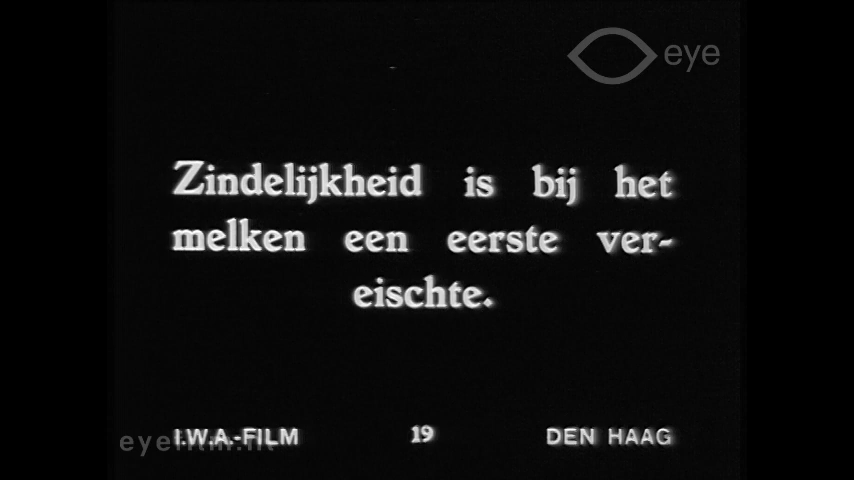 eye
Zindelijkheid is bij het
melken een eerste ver-
eischte.
I.W.A.-FILM 19 DEN HAAG
eyefilm.nl